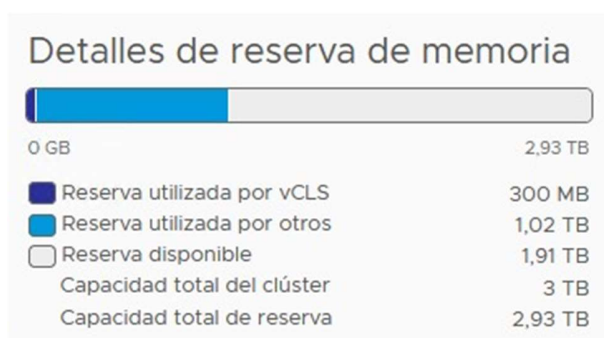 Detalles de reserva de memoria
0 GB 2,93 TB
Reserva utilizada por vCLS 300 MB
Reserva utilizada por otros 1,02 TB
Reserva disponible 1,91 TB
Capacidad total del clúster 3 TB
Capacidad total de reserva 2,93 TB